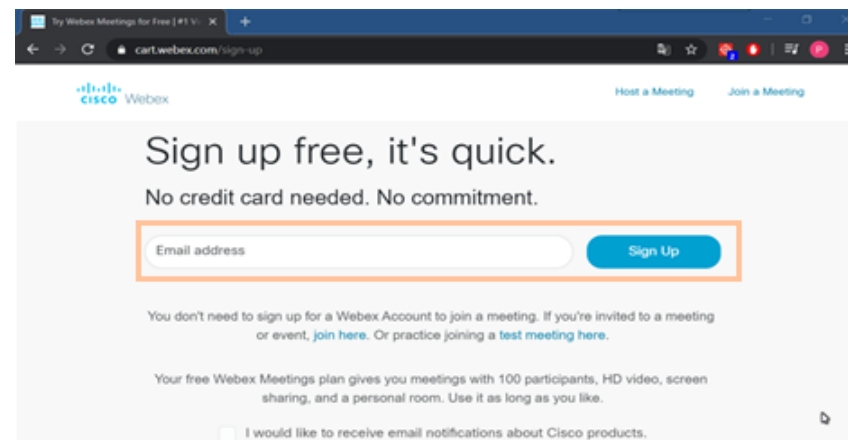 Try Webex Meetings for Free | #1 Vi
cart.webex.com/sign-up
2
P
CISCO Webex
Host a Meeting
Join a Meeting
Sign up free, it's quick.
No credit card needed. No commitment.
Email address
Sign Up
You don't need to sign up for a Webex Account to join a meeting. If you're invited to a meeting
or event, join here. Or practice joining a test meeting here.
Your free Webex Meetings plan gives you meetings with 100 participants, HD video, screen
sharing, and a personal room. Use it as long as you like.
I would like to receive email notifications about Cisco products.